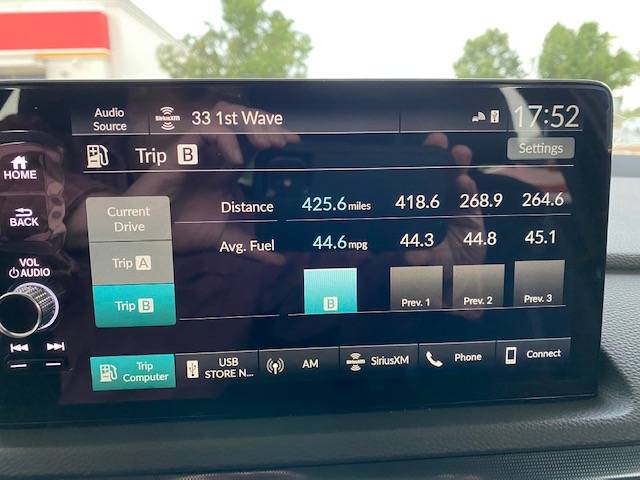 Audio Source
SiriusXM 33 1st Wave 17:52
HOME
Trip B Settings
BACK
Current Drive
Distance 425.6 miles 418.6 268.9 264.6
Avg. Fuel 44.6 mpg 44.3 44.8 45.1
Trip A
VOL
AUDIO
Trip B
B Prev. 1 Prev. 2 Prev. 3
Trip Computer
USB STORE N...
AM
SiriusXM
Phone
Connect